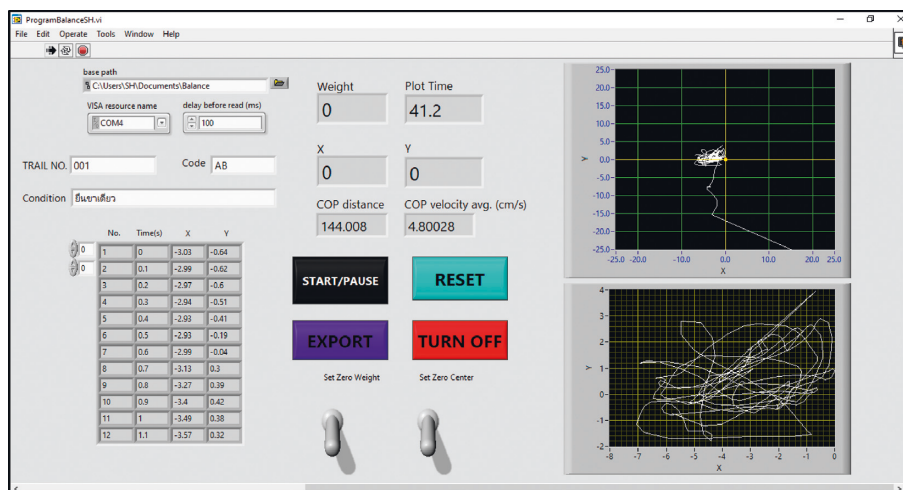 ProgramBalanceSH.vi
File Edit Operate Tools Window Help
base path
C:\Users\SH\Documents\Balance
VISA resource name
delay before read (ms)
COM4
100
TRAIL NO. 001
Code AB
Condition ยืนขาเดียว
Weight
Plot Time
0
41.2
X
Y
0
0
COP distance
COP velocity avg. (cm/s)
144.008
4.80028
START/PAUSE
RESET
EXPORT
TURN OFF
Set Zero Weight
Set Zero Center
0
0
No. Time(s) X Y
1 0 -3.03 -0.64
2 0.1 -2.99 -0.62
3 0.2 -2.97 -0.6
4 0.3 -2.94 -0.51
5 0.4 -2.93 -0.41
6 0.5 -2.93 -0.19
7 0.6 -2.99 -0.04
8 0.7 -3.13 0.3
9 0.8 -3.27 0.39
10 0.9 -3.4 0.42
11 1 -3.49 0.38
12 1.1 -3.57 0.32
25.0
20.0
15.0
10.0
5.0
0.0
-5.0
-10.0
-15.0
-20.0
-25.0
Y
-25.0 -20.0 -10.0 0.0 10.0 20.0 25.0
X
4
3
2
1
0
-1
-2
Y
-8 -7 -6 -5 -4 -3 -2 -1 0
X